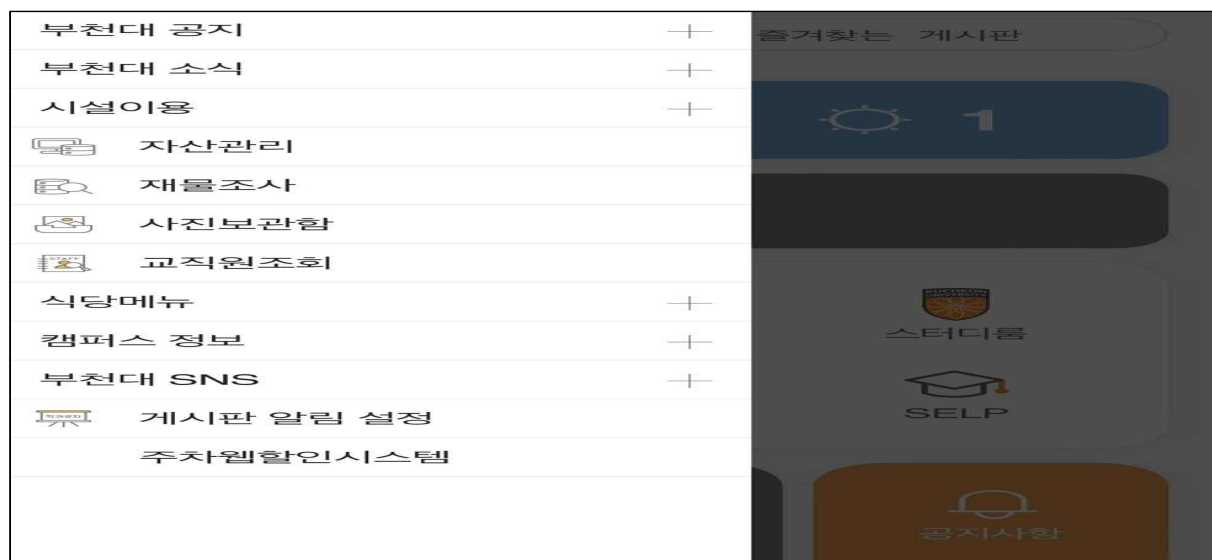 부천대 공지
즐겨찾는 게시판
부천대 소식
시설이용
1
자산관리
재물조사
사진보관함
STAFF
교직원조회
식당메뉴
BUCHEON
UNIVERSITY
스터디룸
캠퍼스 정보
부천대 SNS
SELP
게시판 알림 설정
주차웹할인시스템
공지사항